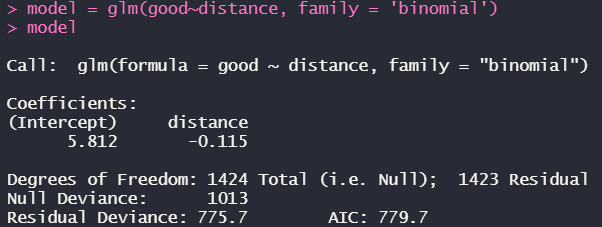 > model = glm(good~distance, family = 'binomial')
> model
Call:  glm(formula = good ~ distance, family = "binomial")
Coefficients:
(Intercept)     distance
      5.812       -0.115
Degrees of Freedom: 1424 Total (i.e. Null);  1423 Residual
Null Deviance:      1013
Residual Deviance: 775.7        AIC: 779.7